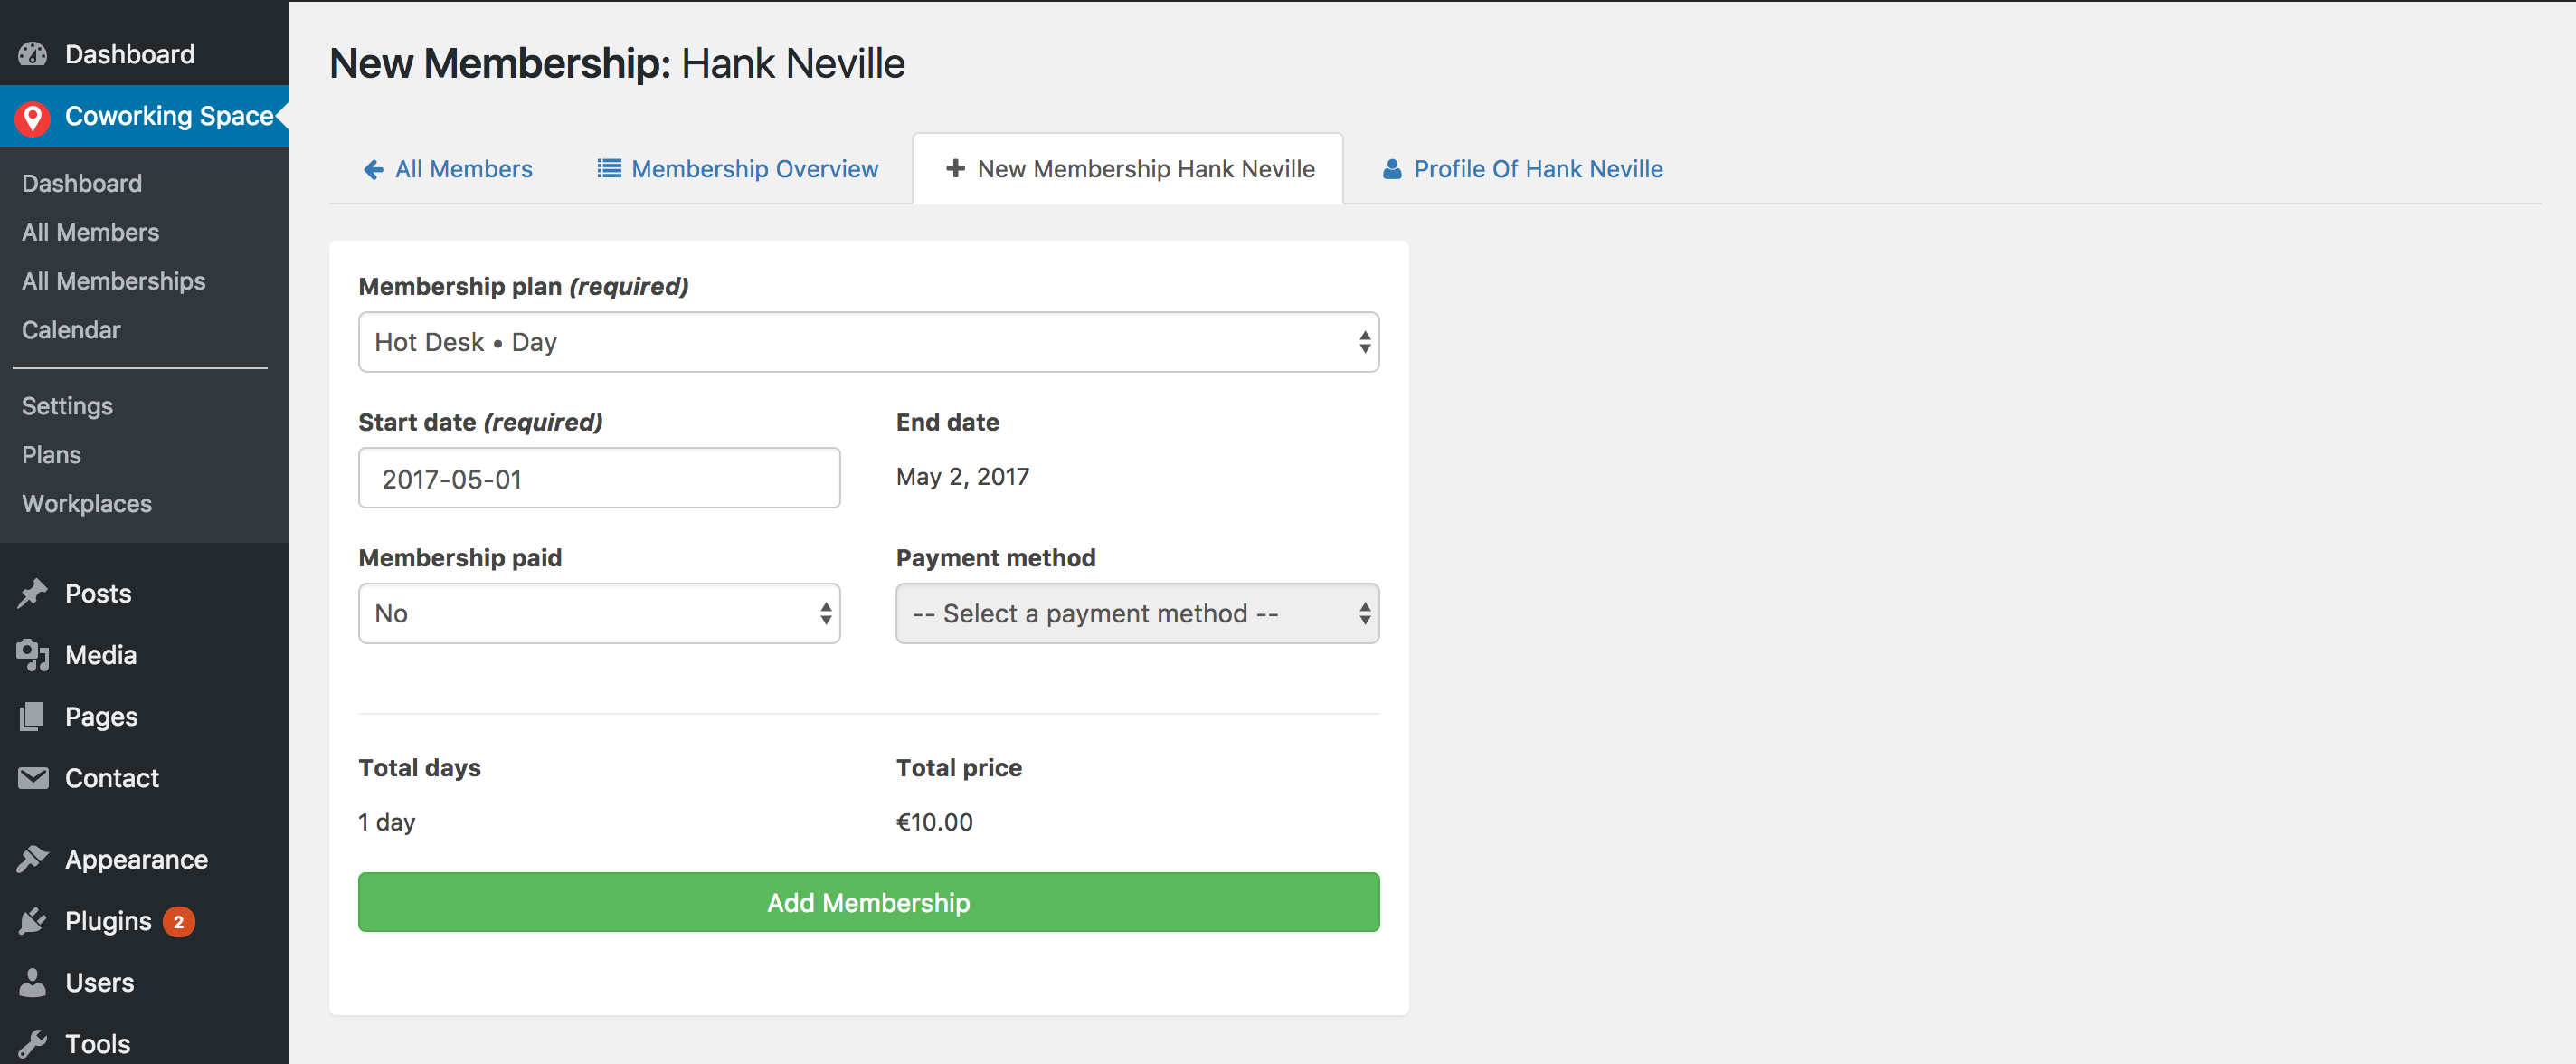 Dashboard
Coworking Space
Dashboard
All Members
All Memberships
Calendar
Settings
Plans
Workplaces
Posts
Media
Pages
Contact
Appearance
Plugins 2
Users
Tools
New Membership: Hank Neville
All Members
Membership Overview
New Membership Hank Neville
Profile Of Hank Neville
Membership plan (required)
Hot Desk • Day
Start date (required)
2017-05-01
End date
May 2, 2017
Membership paid
No
Payment method
-- Select a payment method --
Total days
1 day
Total price
€10.00
Add Membership